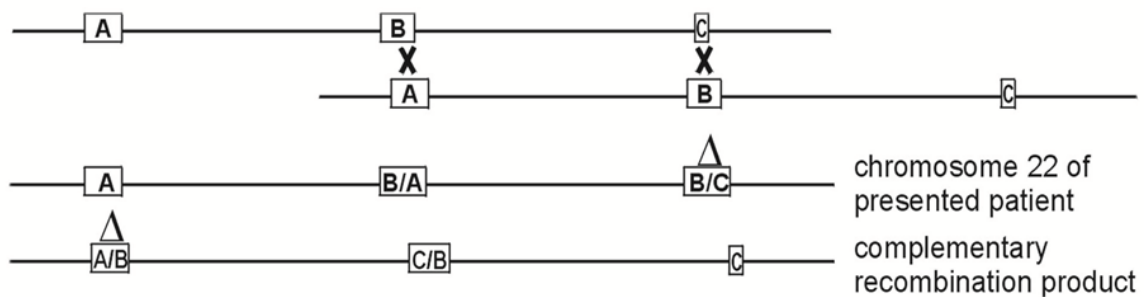 A B C
X X
A B C
Δ
A B/A B/C chromosome 22 of
presented patient
Δ
A/B C/B C complementary
recombination product